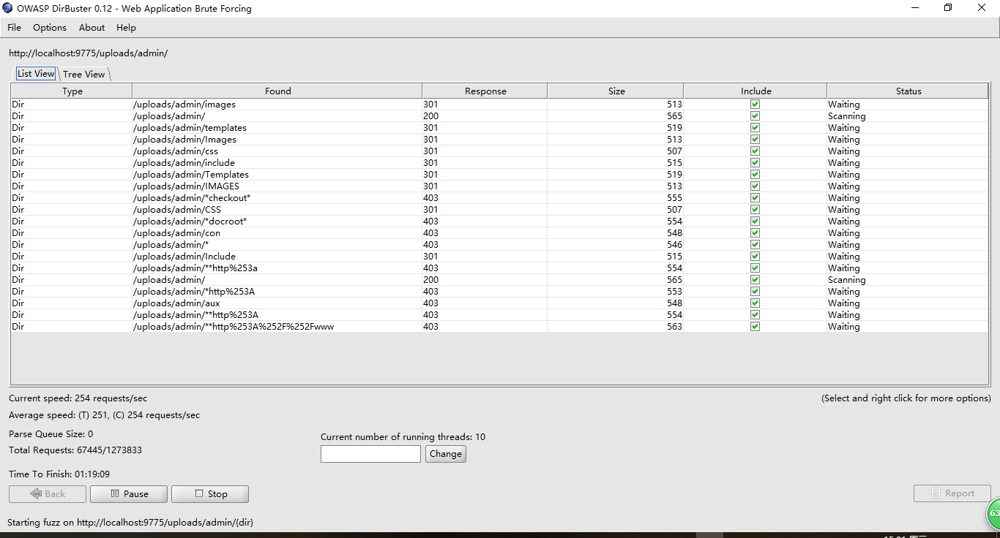 OWASP DirBuster 0.12 - Web Application Brute Forcing
File Options About Help
http://localhost:9775/uploads/admin/
List View Tree View
Type Found Response Size Include Status
Dir /uploads/admin/images 301 513 Waiting
Dir /uploads/admin/ 200 565 Scanning
Dir /uploads/admin/templates 301 519 Waiting
Dir /uploads/admin/Images 301 513 Waiting
Dir /uploads/admin/css 301 507 Waiting
Dir /uploads/admin/include 301 515 Waiting
Dir /uploads/admin/Templates 301 519 Waiting
Dir /uploads/admin/IMAGES 301 513 Waiting
Dir /uploads/admin/*checkout* 403 555 Waiting
Dir /uploads/admin/CSS 301 507 Waiting
Dir /uploads/admin/*docroot* 403 554 Waiting
Dir /uploads/admin/con 403 548 Waiting
Dir /uploads/admin/* 403 546 Waiting
Dir /uploads/admin/Include 301 515 Waiting
Dir /uploads/admin/**http%253a 403 554 Waiting
Dir /uploads/admin/ 200 565 Scanning
Dir /uploads/admin/*http%253A 403 553 Waiting
Dir /uploads/admin/aux 403 548 Waiting
Dir /uploads/admin/**http%253A 403 554 Waiting
Dir /uploads/admin/**http%253A%252F%252Fwww 403 563 Waiting
Current speed: 254 requests/sec (Select and right click for more options)
Average speed: (T) 251, (C) 254 requests/sec
Parse Queue Size: 0 Current number of running threads: 10
Total Requests: 67445/1273833 Change
Time To Finish: 01:19:09
Back Pause Stop Report
Starting fuzz on http://localhost:9775/uploads/admin/{dir}
63